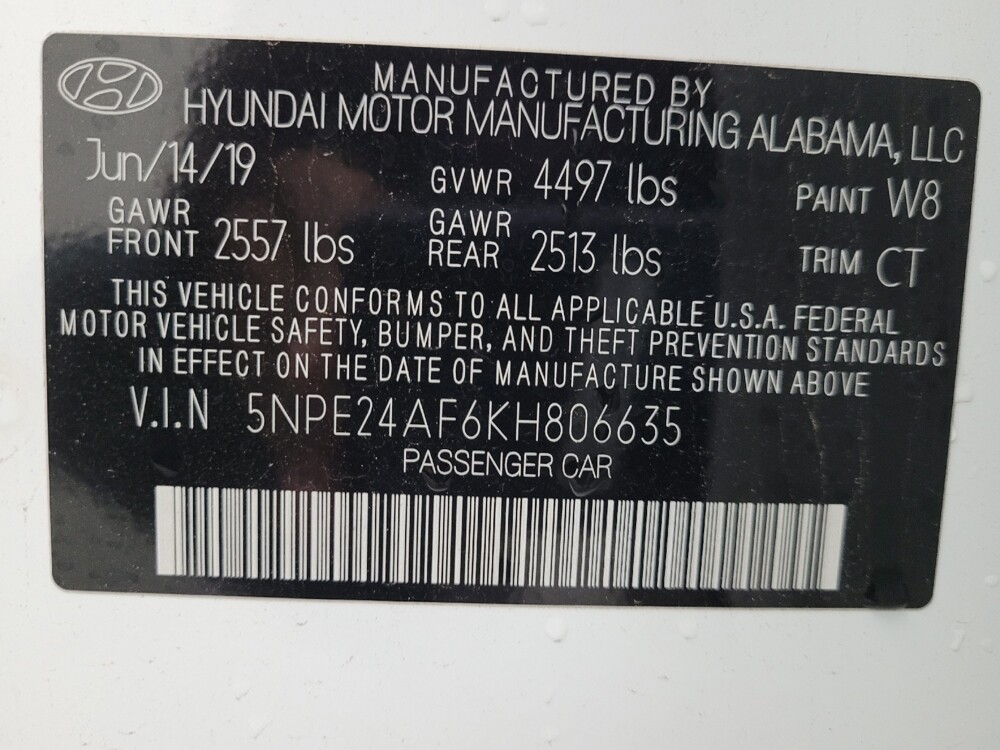 MANUFACTURED BY
HYUNDAI MOTOR MANUFACTURING ALABAMA, LLC
Jun/14/19 GVWR 4497 lbs PAINT W8
GAWR FRONT 2557 lbs GAWR REAR 2513 lbs TRIM CT
THIS VEHICLE CONFORMS TO ALL APPLICABLE U.S.A. FEDERAL
MOTOR VEHICLE SAFETY, BUMPER, AND THEFT PREVENTION STANDARDS
IN EFFECT ON THE DATE OF MANUFACTURE SHOWN ABOVE
V.I.N 5NPE24AF6KH806635
PASSENGER CAR